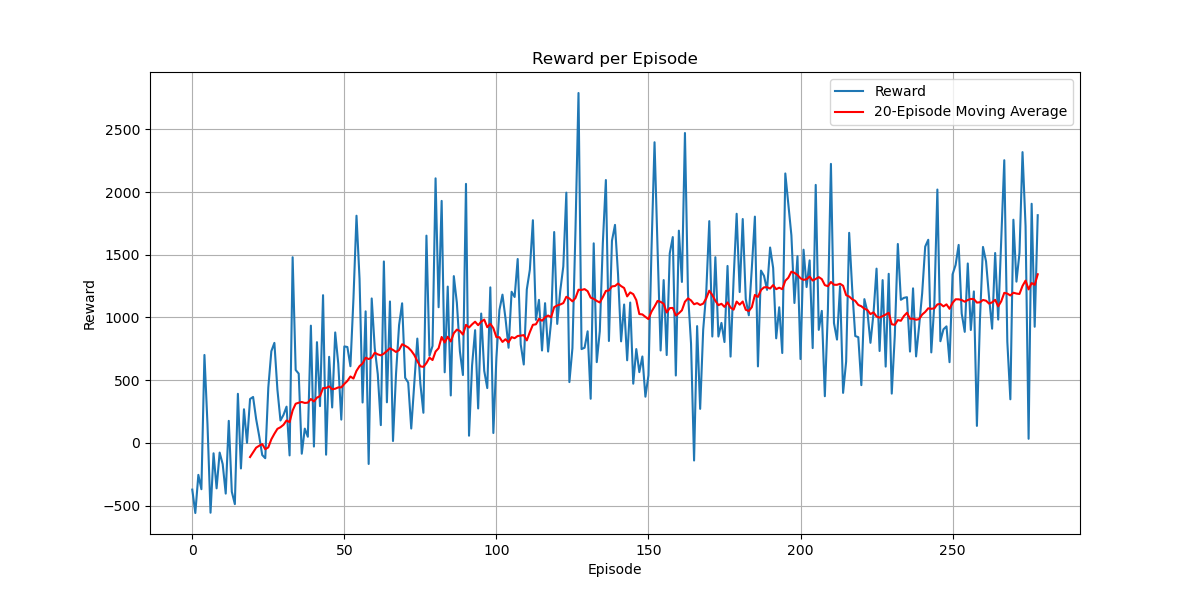 Reward per Episode
Reward
20-Episode Moving Average
2500
2000
1500
1000
500
0
−500
Reward
0 50 100 150 200 250
Episode